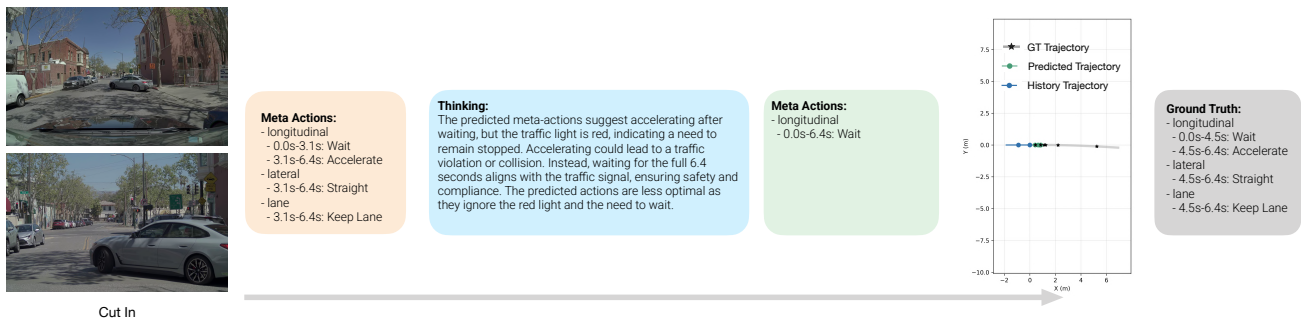 Meta Actions:
- longitudinal
- 0.0s-3.1s: Wait
- 3.1s-6.4s: Accelerate
- lateral
- 3.1s-6.4s: Straight
- lane
- 3.1s-6.4s: Keep Lane
Thinking:
The predicted meta-actions suggest accelerating after
waiting, but the traffic light is red, indicating a need to
remain stopped. Accelerating could lead to a traffic
violation or collision. Instead, waiting for the full 6.4
seconds aligns with the traffic signal, ensuring safety and
compliance. The predicted actions are less optimal as
they ignore the red light and the need to wait.
Meta Actions:
- longitudinal
- 0.0s-6.4s: Wait
GT Trajectory
Predicted Trajectory
History Trajectory
7.5
5.0
2.5
0.0
−2.5
−5.0
−7.5
−10.0
Y (m)
−2 0 2 4 6
X (m)
Ground Truth:
- longitudinal
- 0.0s-4.5s: Wait
- 4.5s-6.4s: Accelerate
- lateral
- 4.5s-6.4s: Straight
- lane
- 4.5s-6.4s: Keep Lane
Cut In